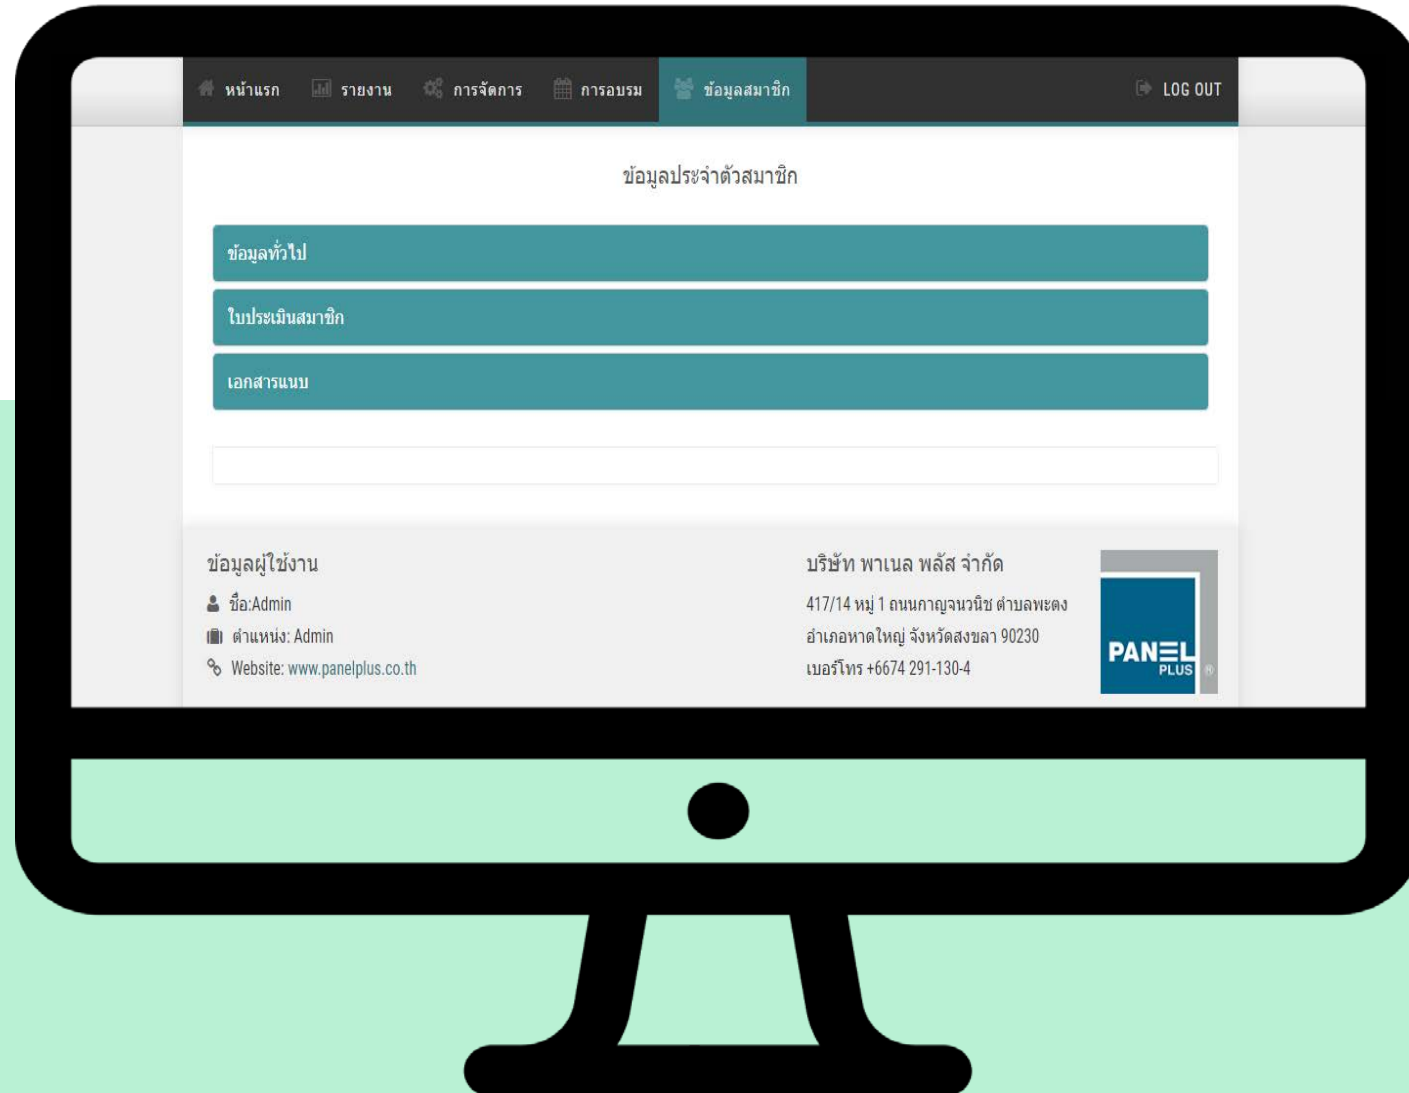 หน้าแรก รายงาน การจัดการ การอบรม ข้อมูลสมาชิก LOG OUT
ข้อมูลประจำตัวสมาชิก
ข้อมูลทั่วไป
ใบประเมินสมาชิก
เอกสารแนบ
ข้อมูลผู้ใช้งาน
ชื่อ:Admin
ตำแหน่ง: Admin
Website: www.panelplus.co.th
บริษัท พาเนล พลัส จำกัด
417/14 หมู่ 1 ถนนกาญจนวนิช ตำบลพะตง
อำเภอหาดใหญ่ จังหวัดสงขลา 90230
เบอร์โทร +6674 291-130-4
PANEL
PLUS ®